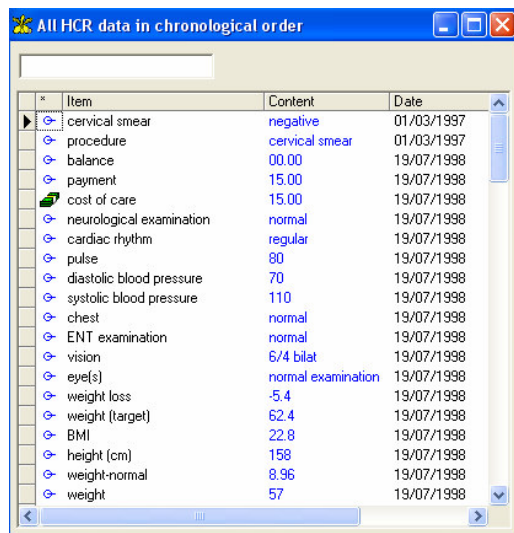 All HCR data in chronological order
* Item Content Date
cervical smear negative 01/03/1997
procedure cervical smear 01/03/1997
balance 00.00 19/07/1998
payment 15.00 19/07/1998
cost of care 15.00 19/07/1998
neurological examination normal 19/07/1998
cardiac rhythm regular 19/07/1998
pulse 80 19/07/1998
diastolic blood pressure 70 19/07/1998
systolic blood pressure 110 19/07/1998
chest normal 19/07/1998
ENT examination normal 19/07/1998
vision 6/4 bilat 19/07/1998
eye(s) normal examination 19/07/1998
weight loss -5.4 19/07/1998
weight (target) 62.4 19/07/1998
BMI 22.8 19/07/1998
height (cm) 158 19/07/1998
weight-normal 8.96 19/07/1998
weight 57 19/07/1998